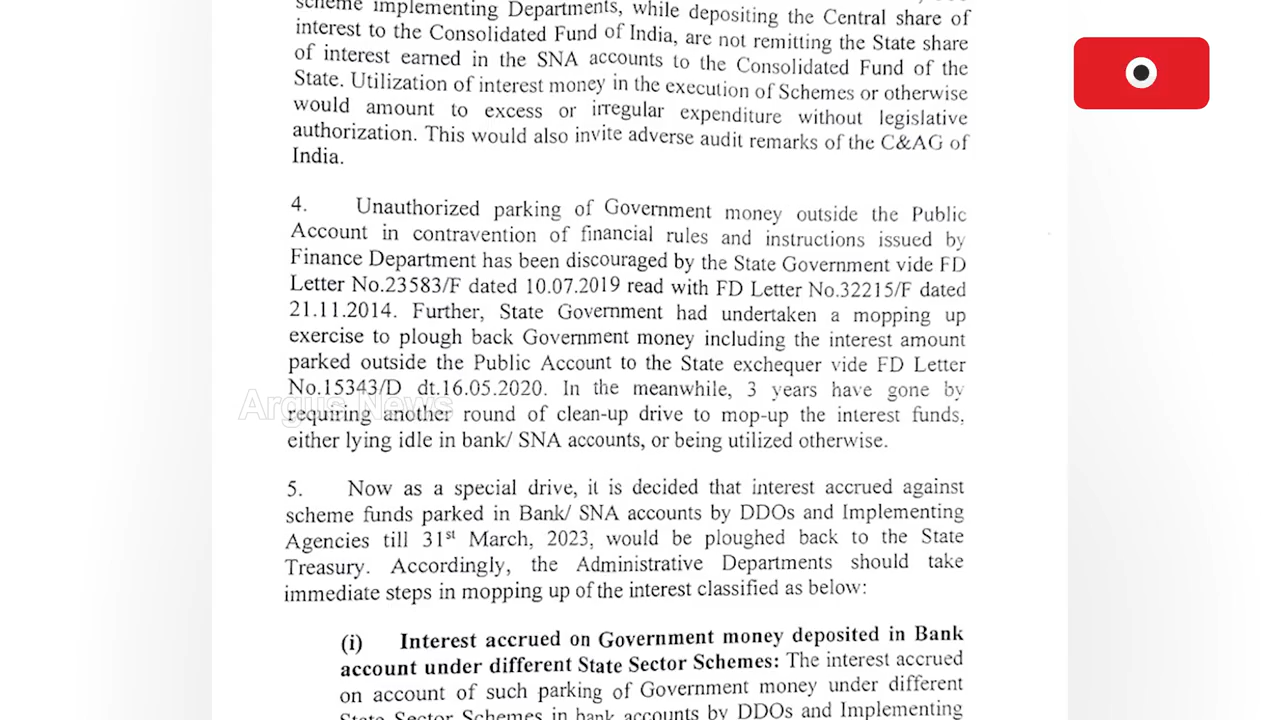 scheme implementing Departments, while depositing the Central share of
interest to the Consolidated Fund of India, are not remitting the State share
of interest earned in the SNA accounts to the Consolidated Fund of the
State. Utilization of interest money in the execution of Schemes or otherwise
would amount to excess or irregular expenditure without legislative
authorization. This would also invite adverse audit remarks of the C&AG of
India.
4. Unauthorized parking of Government money outside the Public
Account in contravention of financial rules and instructions issued by
Finance Department has been discouraged by the State Government vide FD
Letter No.23583/F dated 10.07.2019 read with FD Letter No.32215/F dated
21.11.2014. Further, State Government had undertaken a mopping up
exercise to plough back Government money including the interest amount
parked outside the Public Account to the State exchequer vide FD Letter
No.15343/D dt.16.05.2020. In the meanwhile, 3 years have gone by
Argus News
requiring another round of clean-up drive to mop-up the interest funds,
either lying idle in bank/ SNA accounts, or being utilized otherwise.
5. Now as a special drive, it is decided that interest accrued against
scheme funds parked in Bank/ SNA accounts by DDOs and Implementing
Agencies till 31st March, 2023, would be ploughed back to the State
Treasury. Accordingly, the Administrative Departments should take
immediate steps in mopping up of the interest classified as below:
(i) Interest accrued on Government money deposited in Bank
account under different State Sector Schemes: The interest accrued
on account of such parking of Government money under different
State Sector Schemes in bank accounts by DDOs and Implementing